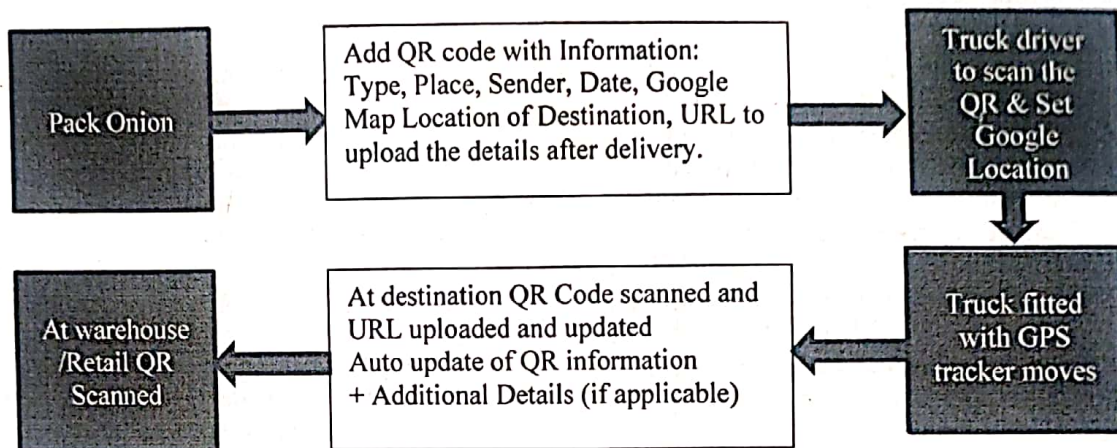 Pack Onion
Add QR code with Information:
Type, Place, Sender, Date, Google
Map Location of Destination, URL to
upload the details after delivery.
Truck driver
to scan the
QR & Set
Google
Location
Truck fitted
with GPS
tracker moves
At destination QR Code scanned and
URL uploaded and updated
Auto update of QR information
+ Additional Details (if applicable)
At warehouse
/Retail QR
Scanned